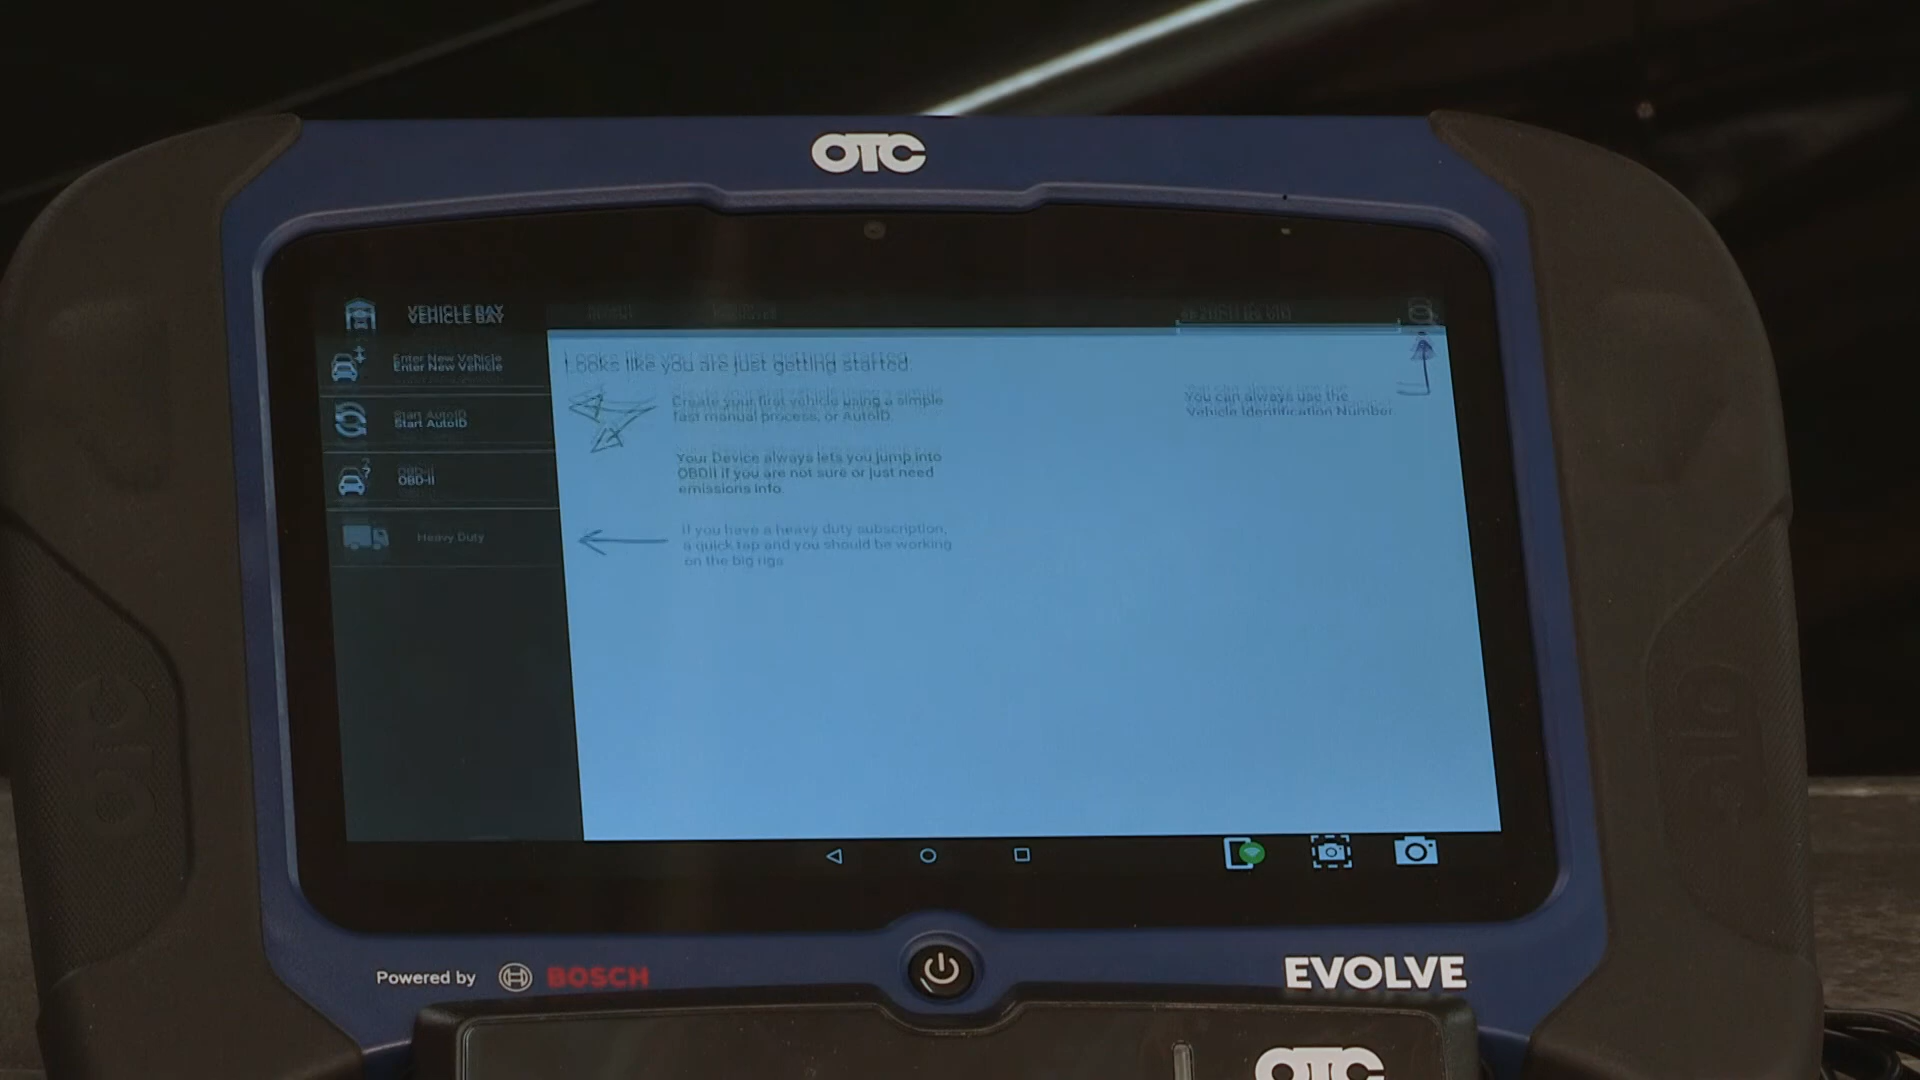 OTC
VEHICLE BAY
Enter New Vehicle
Start AutoID
OBD-II
Heavy Duty
Looks like you are just getting started.
Create your first vehicle using a simple
fast manual process, or AutoID.
Your Device always lets you jump into
OBDII if you are not sure or just need
emissions info.
If you have a heavy duty subscription,
a quick tap and you should be working
on the big rigs
You can always use the
Vehicle Identification Number
Powered by
BOSCH
EVOLVE
OTC
OTC
OTC